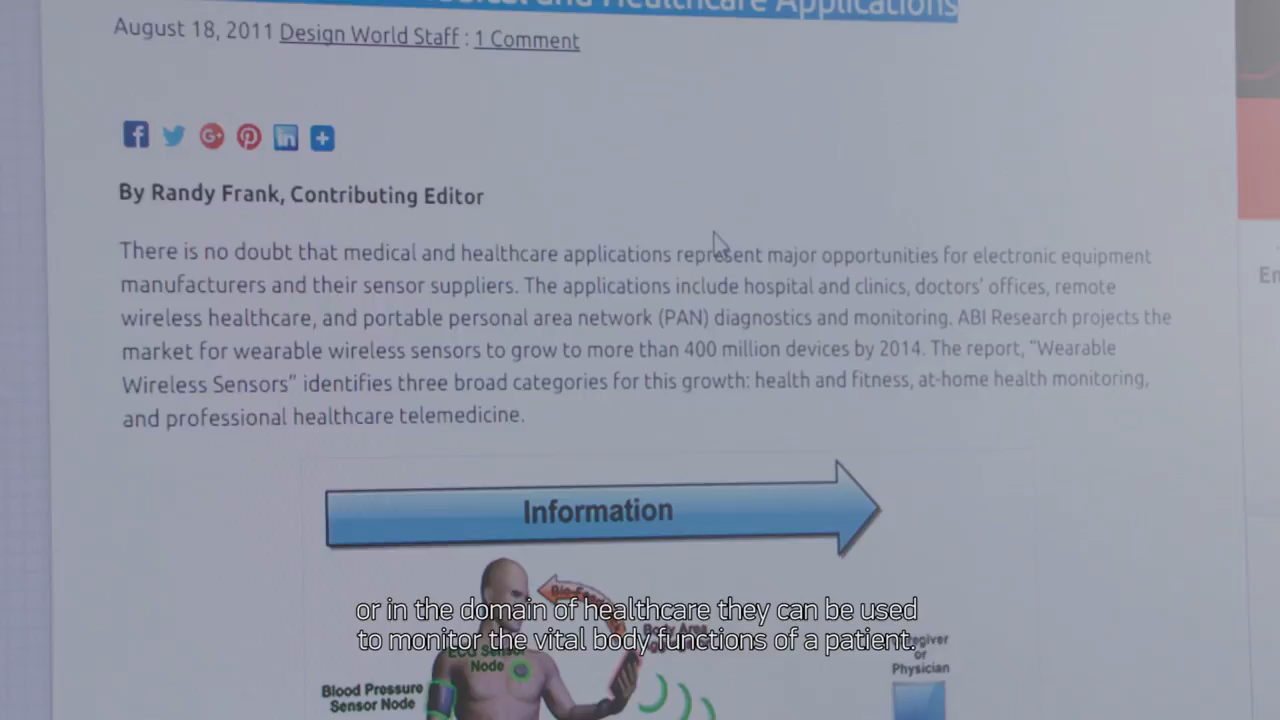 and Healthcare Applications
August 18, 2011 Design World Staff : 1 Comment
By Randy Frank, Contributing Editor
There is no doubt that medical and healthcare applications represent major opportunities for electronic equipment
manufacturers and their sensor suppliers. The applications include hospital and clinics, doctors’ offices, remote
wireless healthcare, and portable personal area network (PAN) diagnostics and monitoring. ABI Research projects the
market for wearable wireless sensors to grow to more than 400 million devices by 2014. The report, “Wearable
Wireless Sensors” identifies three broad categories for this growth: health and fitness, at-home health monitoring,
and professional healthcare telemedicine.
Information
or in the domain of healthcare they can be used
to monitor the vital body functions of a patient.
Body Area
ECG Sensor
Node
or
Physician
Blood Pressure
Sensor Node